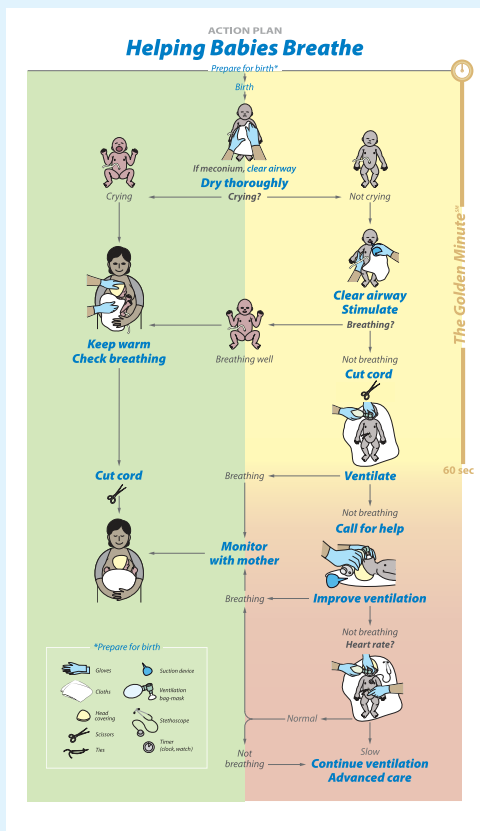 ACTION PLAN
Helping Babies Breathe
Prepare for birth*
Birth
If meconium, clear airway
Dry thoroughly
Crying
Crying?
Not crying
The Golden Minute℠
Clear airway
Stimulate
Breathing?
Keep warm
Check breathing
Breathing well
Not breathing
Cut cord
60 sec
Cut cord
Breathing
Ventilate
Not breathing
Call for help
Monitor
with mother
Breathing
Improve ventilation
Not breathing
Heart rate?
*Prepare for birth
Gloves
Suction device
Cloths
Ventilation
bag-mask
Head
covering
Stethoscope
Scissors
Ties
Timer
(clock, watch)
Normal
Not
breathing
Slow
Continue ventilation
Advanced care